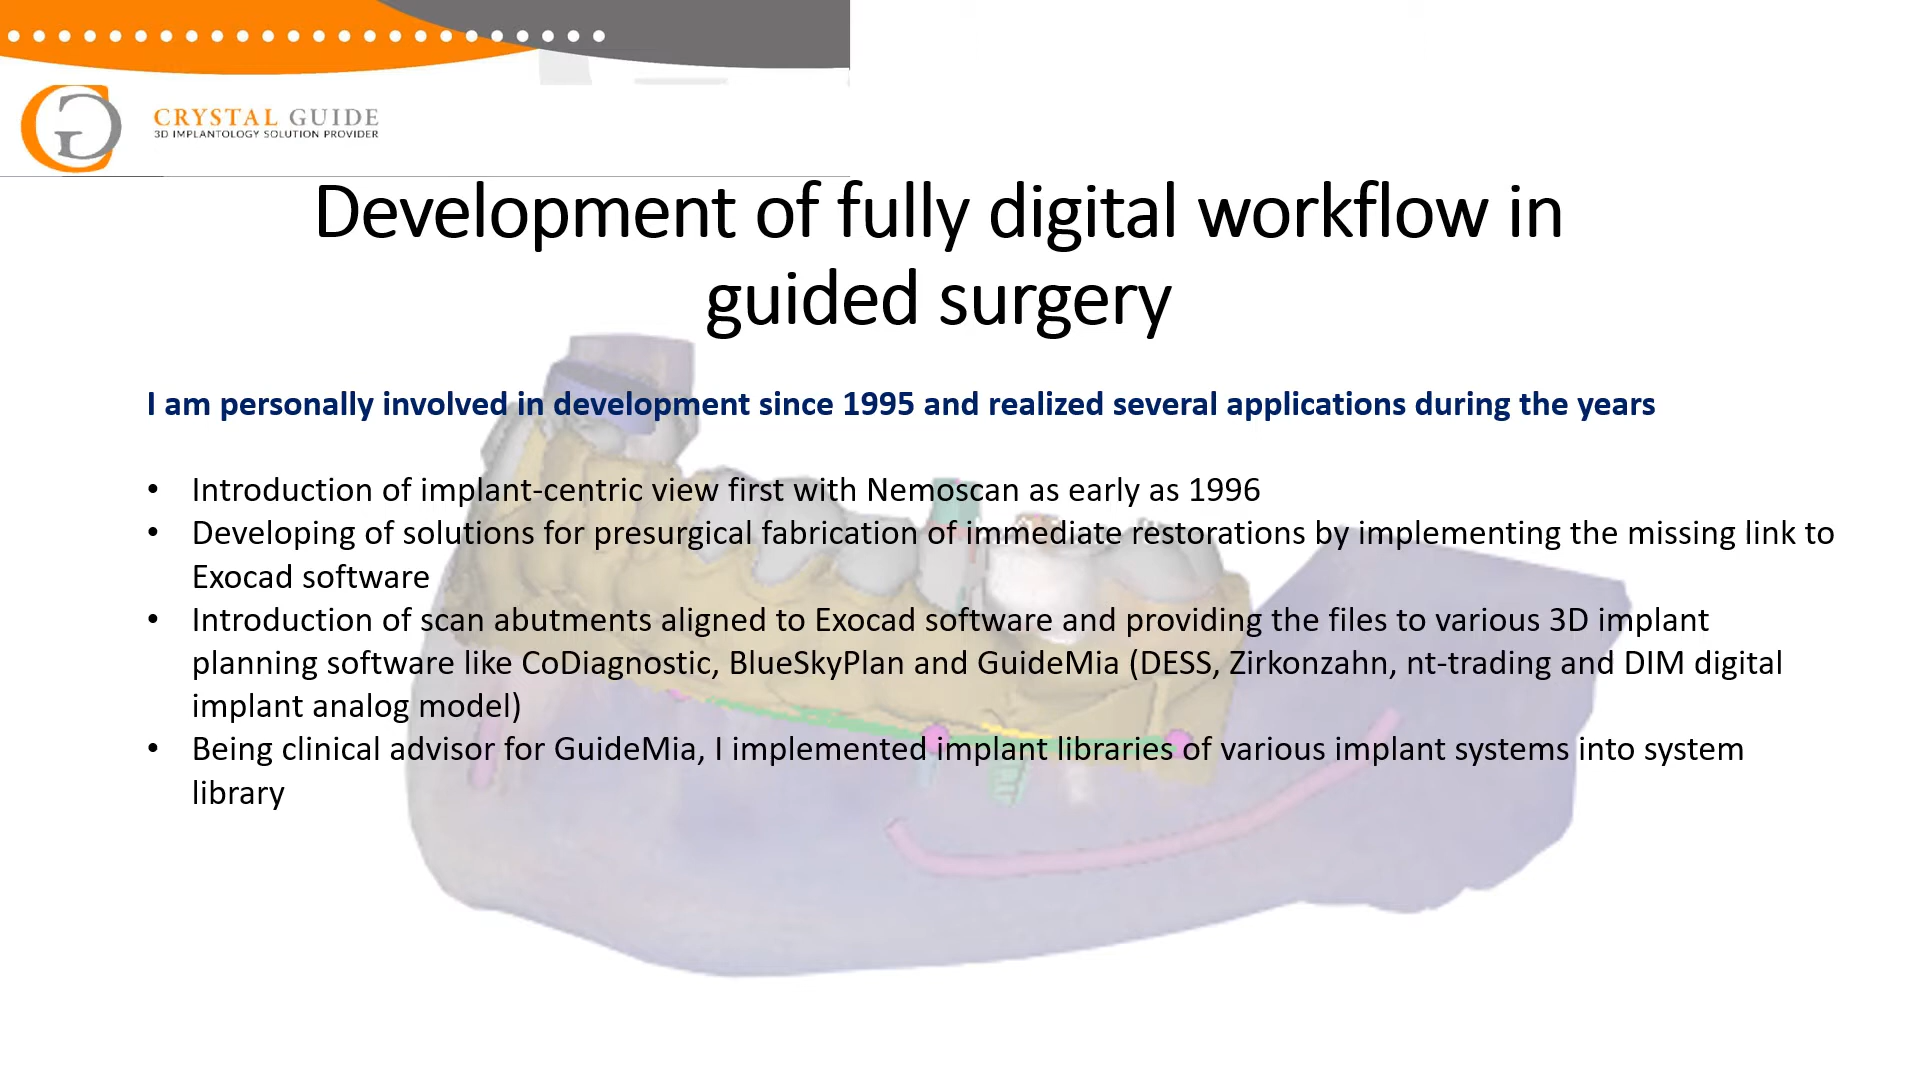 CRYSTAL GUIDE
3D IMPLANTOLOGY SOLUTION PROVIDER
Development of fully digital workflow in
guided surgery
I am personally involved in development since 1995 and realized several applications during the years
• Introduction of implant-centric view first with Nemoscan as early as 1996
• Developing of solutions for presurgical fabrication of immediate restorations by implementing the missing link to
Exocad software
• Introduction of scan abutments aligned to Exocad software and providing the files to various 3D implant
planning software like CoDiagnostic, BlueSkyPlan and GuideMia (DESS, Zirkonzahn, nt-trading and DIM digital
implant analog model)
• Being clinical advisor for GuideMia, I implemented implant libraries of various implant systems into system
library